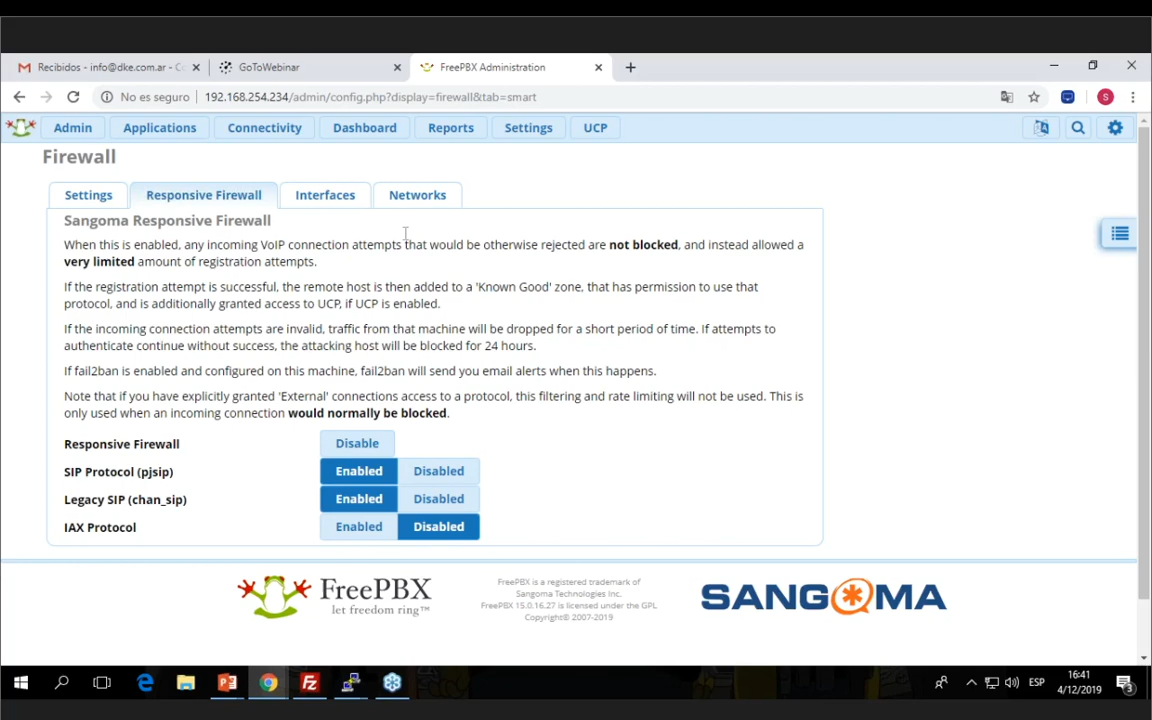 Recibidos - info@dke.com.ar - Co
GoToWebinar
FreePBX Administration
No es seguro
192.168.254.234/admin/config.php?display=firewall&tab=smart
S
Admin
Applications
Connectivity
Dashboard
Reports
Settings
UCP
Firewall
Settings
Responsive Firewall
Interfaces
Networks
Sangoma Responsive Firewall
When this is enabled, any incoming VoIP connection attempts that would be otherwise rejected are not blocked, and instead allowed a
very limited amount of registration attempts.
If the registration attempt is successful, the remote host is then added to a 'Known Good' zone, that has permission to use that
protocol, and is additionally granted access to UCP, if UCP is enabled.
If the incoming connection attempts are invalid, traffic from that machine will be dropped for a short period of time. If attempts to
authenticate continue without success, the attacking host will be blocked for 24 hours.
If fail2ban is enabled and configured on this machine, fail2ban will send you email alerts when this happens.
Note that if you have explicitly granted 'External' connections access to a protocol, this filtering and rate limiting will not be used. This is
only used when an incoming connection would normally be blocked.
Responsive Firewall
Disable
SIP Protocol (pjsip)
Enabled
Disabled
Legacy SIP (chan_sip)
Enabled
Disabled
IAX Protocol
Enabled
Disabled
FreePBX
let freedom ring™
FreePBX is a registered trademark of
Sangoma Technologies Inc.
FreePBX 15.0.16.27 is licensed under the GPL
Copyright© 2007-2019
SANGOMA
ESP
16:41
4/12/2019
3